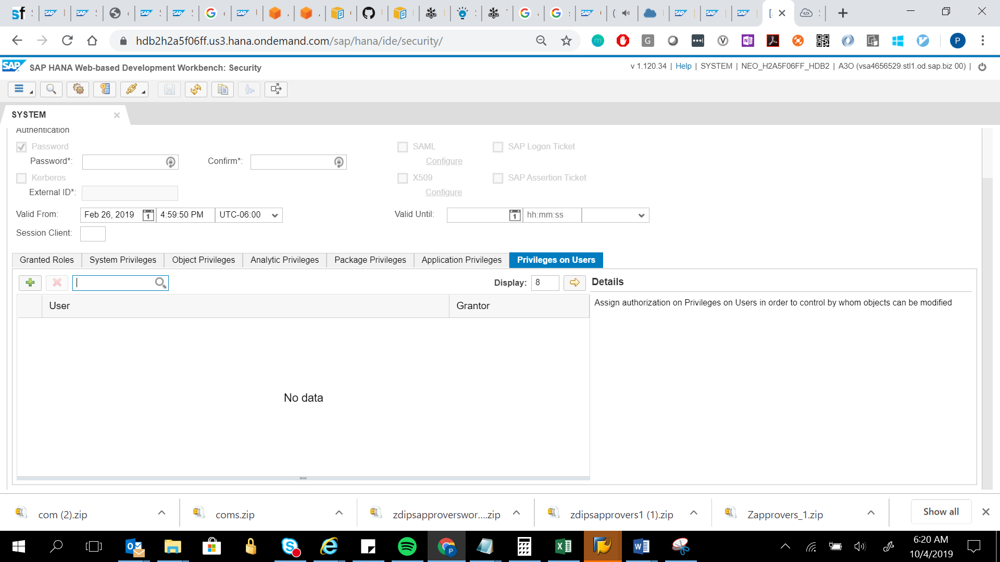 hdb2h2a5f06ff.us3.hana.ondemand.com/sap/hana/ide/security/
P
SAP SAP HANA Web-based Development Workbench: Security
v 1.120.34 | Help | SYSTEM | NEO_H2A5F06FF_HDB2 | A3O (vsa4656529.stl1.od.sap.biz 00) |
SYSTEM
Authentication
Password
SAML
SAP Logon Ticket
Password*:
Confirm*:
Configure
Kerberos
X509
SAP Assertion Ticket
External ID*:
Configure
Valid From: Feb 26, 2019 4:59:50 PM UTC-06:00
Valid Until: hh:mm:ss
Session Client:
Granted Roles System Privileges Object Privileges Analytic Privileges Package Privileges Application Privileges Privileges on Users
Display: 8
Details
User Grantor
Assign authorization on Privileges on Users in order to control by whom objects can be modified
No data
com (2).zip
coms.zip
zdipsapproverswor....zip
zdipsapprovers1 (1).zip
Zapprovers_1.zip
Show all
6:20 AM
10/4/2019